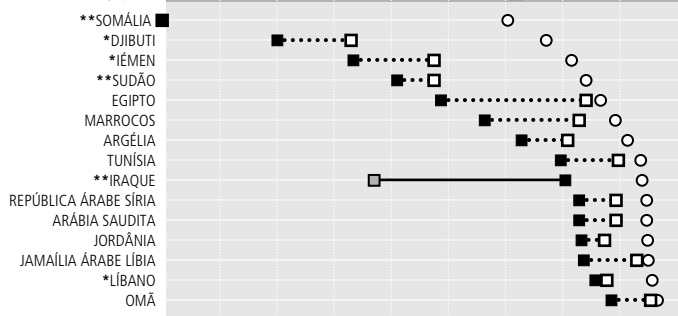 **SOMÁLIA
*DJIBUTI
*IÉMEN
**SUDÃO
EGIPTO
MARROCOS
ARGÉLIA
TUNÍSIA
**IRAQUE
REPÚBLICA ÁRABE SÍRIA
ARÁBIA SAUDITA
JORDÂNIA
JAMAÍLIA ÁRABE LÍBIA
*LÍBANO
OMÃ